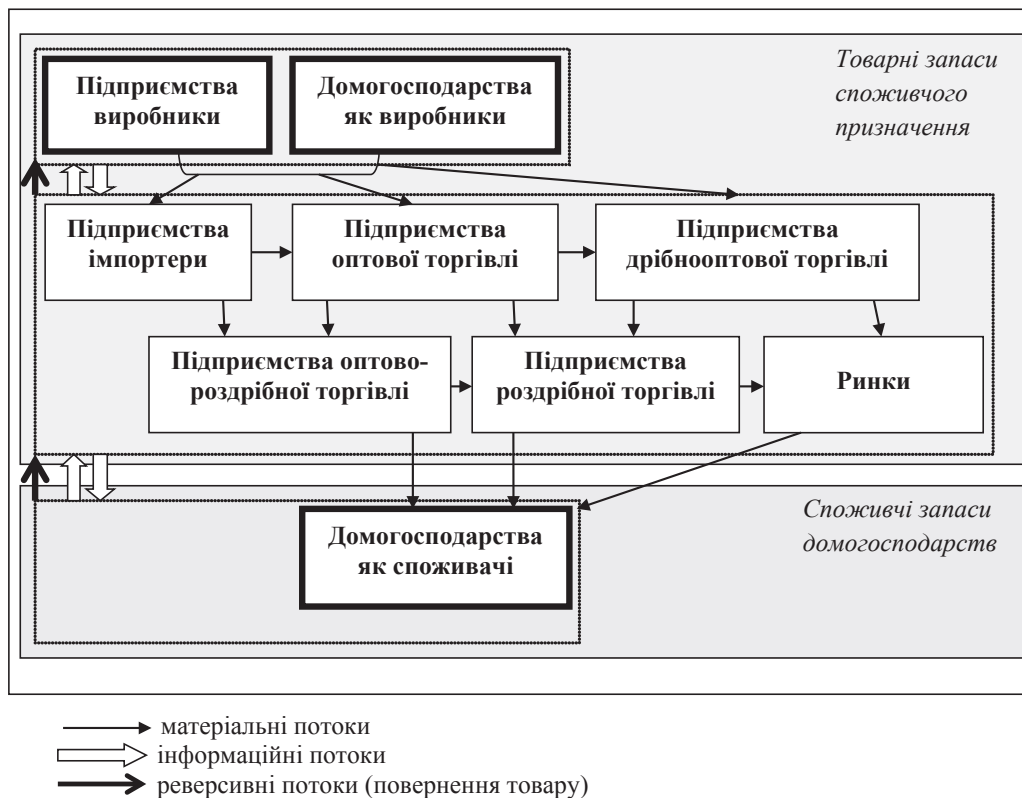 Товарні запаси
споживчого
призначення
Підприємства
виробники
Домогосподарства
як виробники
Підприємства
імпортери
Підприємства
оптової торгівлі
Підприємства
дрібнооптової торгівлі
Підприємства оптово-
роздрібної торгівлі
Підприємства
роздрібної торгівлі
Ринки
Споживчі запаси
домогосподарств
Домогосподарства
як споживачі
матеріальні потоки
інформаційні потоки
реверсивні потоки (повернення товару)